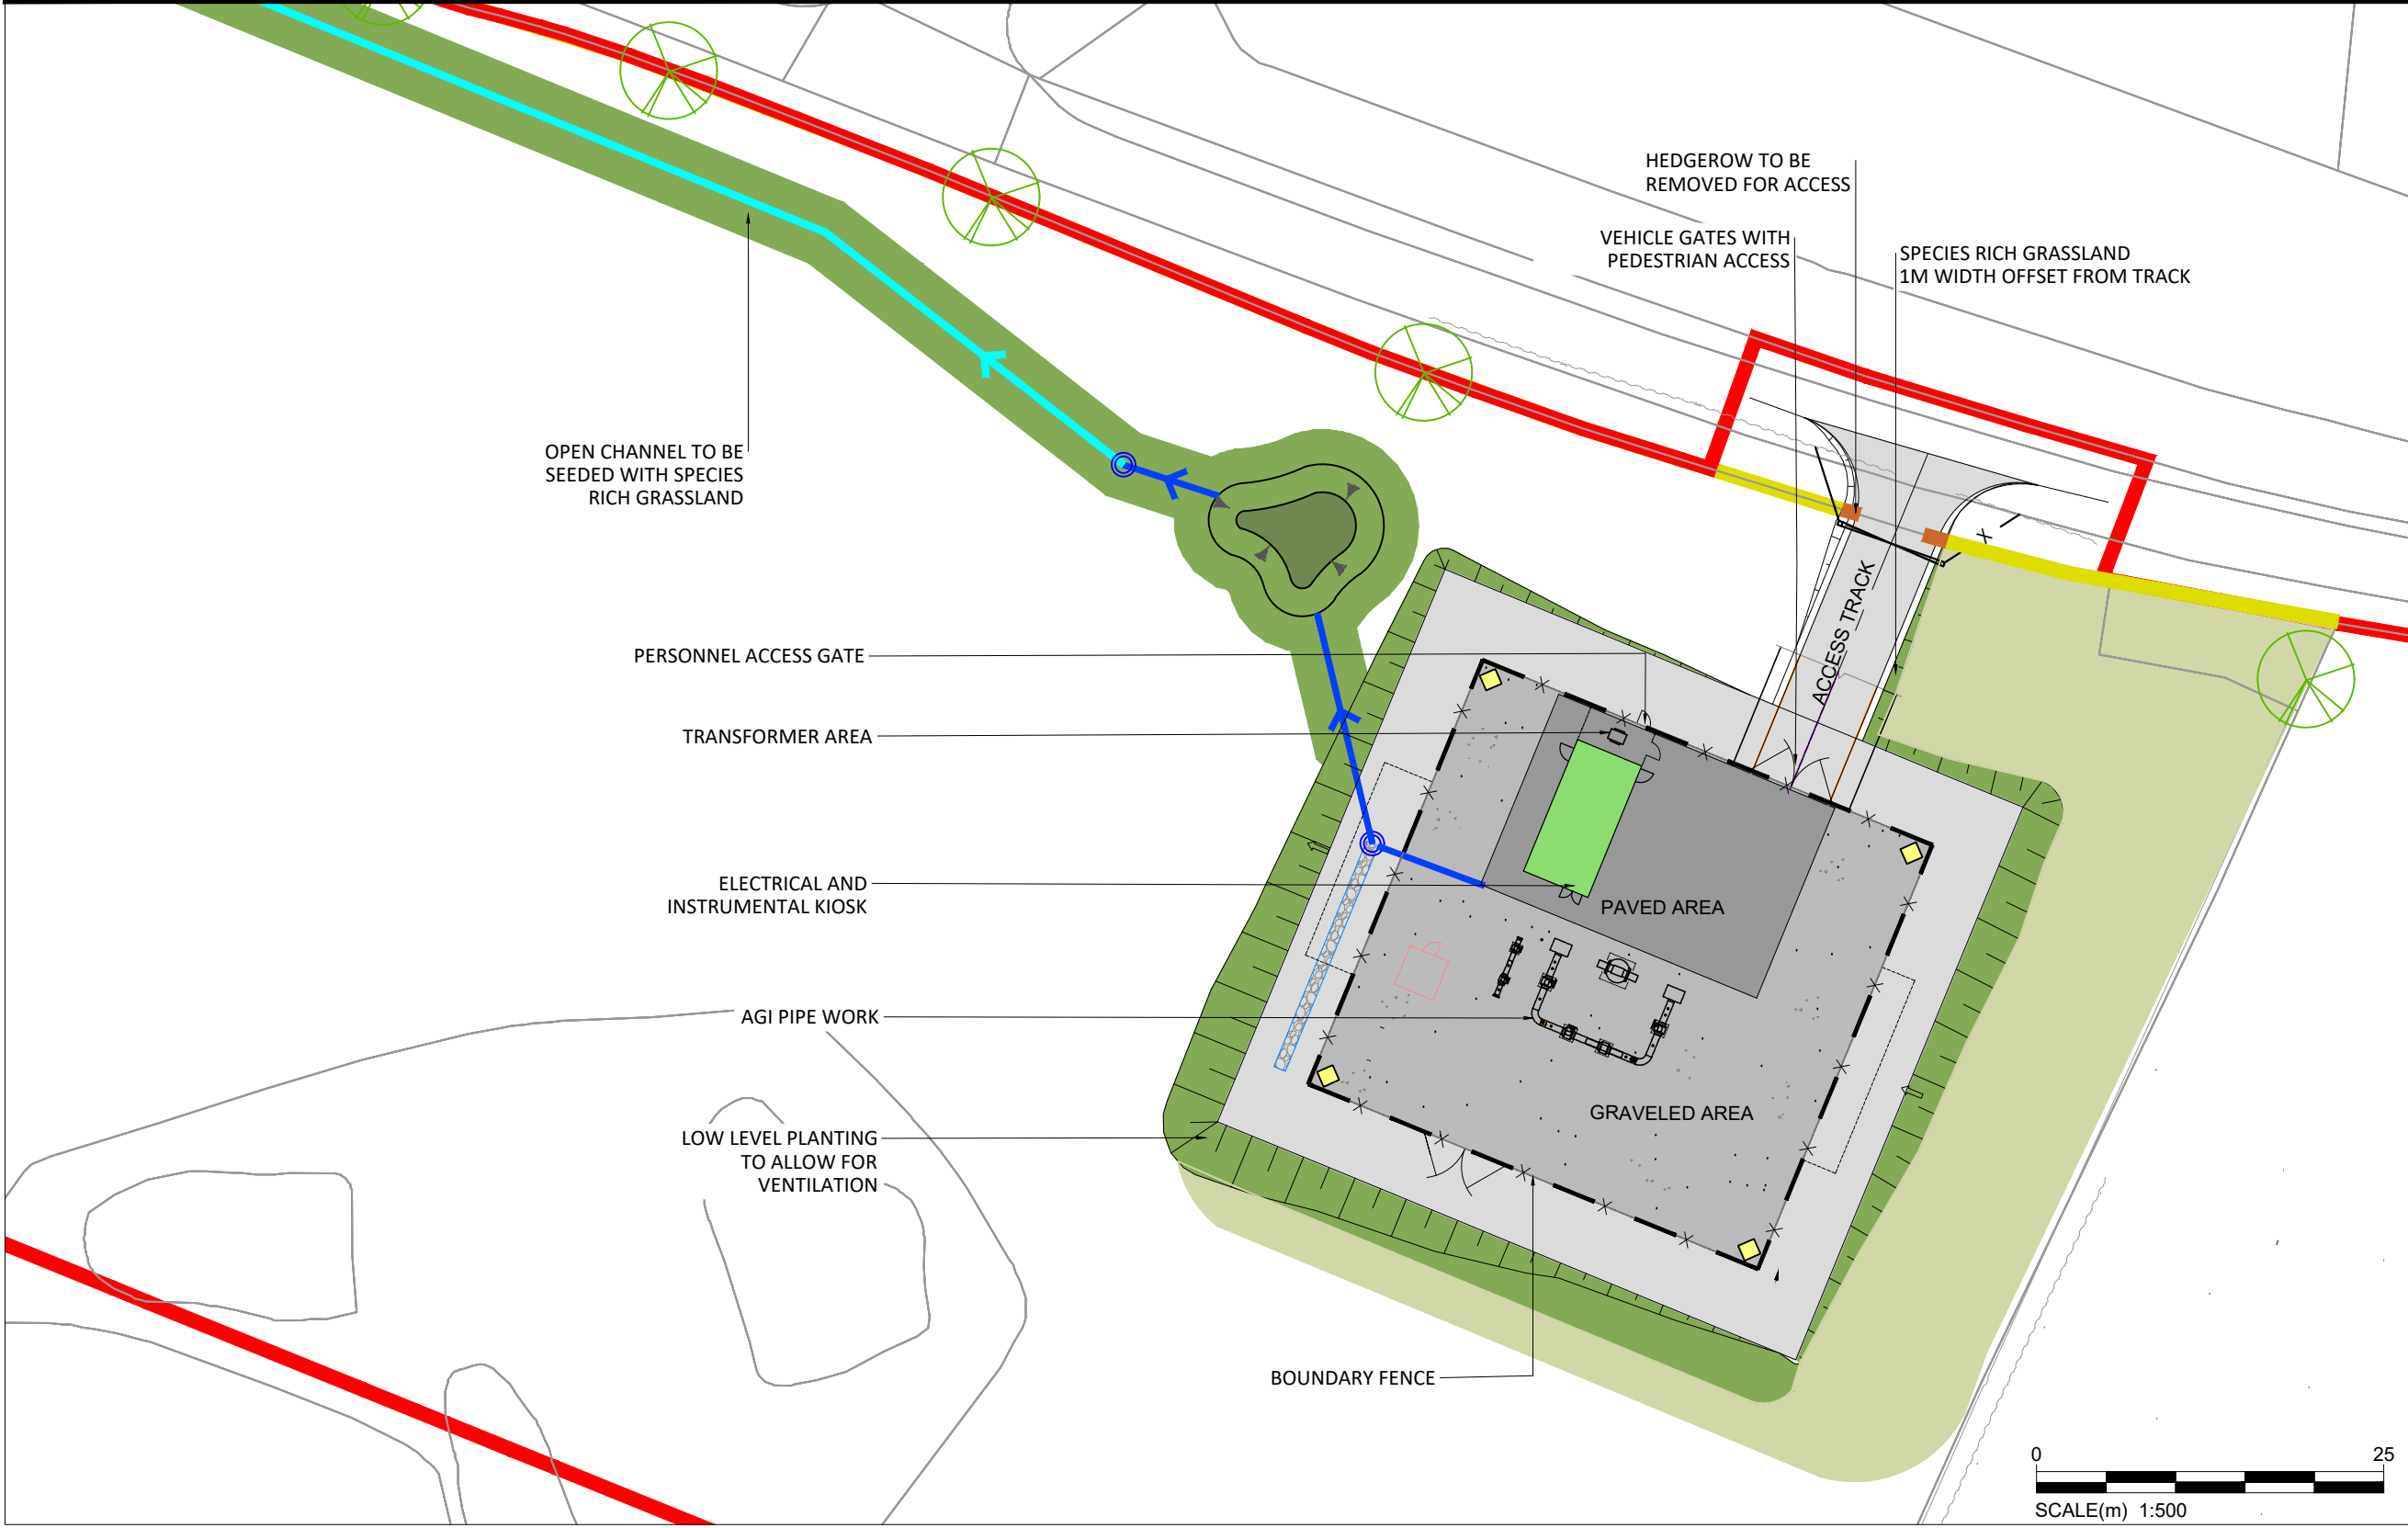 HEDGEROW TO BE
REMOVED FOR ACCESS
VEHICLE GATES WITH
PEDESTRIAN ACCESS
SPECIES RICH GRASSLAND
1M WIDTH OFFSET FROM TRACK
OPEN CHANNEL TO BE
SEEDED WITH SPECIES
RICH GRASSLAND
ACCESS TRACK
PERSONNEL ACCESS GATE
TRANSFORMER AREA
ELECTRICAL AND
INSTRUMENTAL KIOSK
PAVED AREA
AGI PIPE WORK
GRAVELED AREA
LOW LEVEL PLANTING
TO ALLOW FOR
VENTILATION
BOUNDARY FENCE
0 25
SCALE(m) 1:500